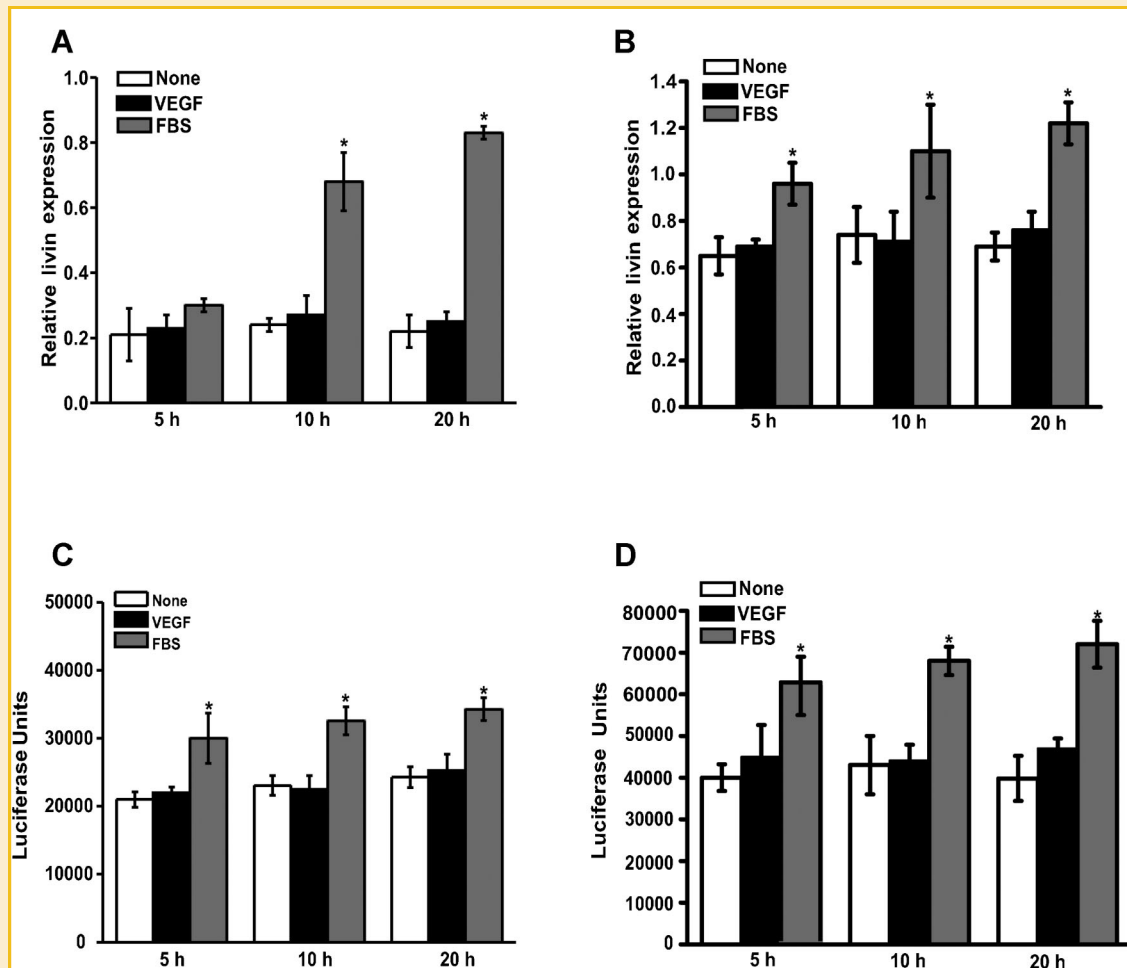 A
None
VEGF
FBS
Relative livin expression
1.0
0.8
0.6
0.4
0.2
0.0
*
*
5 h 10 h 20 h
B
None
VEGF
FBS
Relative livin expression
1.4
1.2
1.0
0.8
0.6
0.4
0.2
0.0
*
*
*
5 h 10 h 20 h
C
None
VEGF
FBS
Luciferase Units
50000
40000
30000
20000
10000
0
*
*
*
5 h 10 h 20 h
D
None
VEGF
FBS
Luciferase Units
80000
70000
60000
50000
40000
30000
20000
10000
0
*
*
*
5 h 10 h 20 h